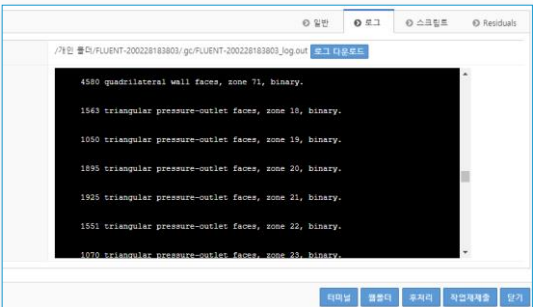 일반 로그 스크립트 Residuals
/개인 폴더/FLUENT-200228183803/.gc/FLUENT-200228183803_log.out 로그 다운로드
4580 quadrilateral wall faces, zone 71, binary.
1563 triangular pressure-outlet faces, zone 18, binary.
1050 triangular pressure-outlet faces, zone 19, binary.
1895 triangular pressure-outlet faces, zone 20, binary.
1925 triangular pressure-outlet faces, zone 21, binary.
1551 triangular pressure-outlet faces, zone 22, binary.
1070 triangular pressure-outlet faces, zone 23, binary.
터미널 웹폴더 후처리 작업재제출 닫기